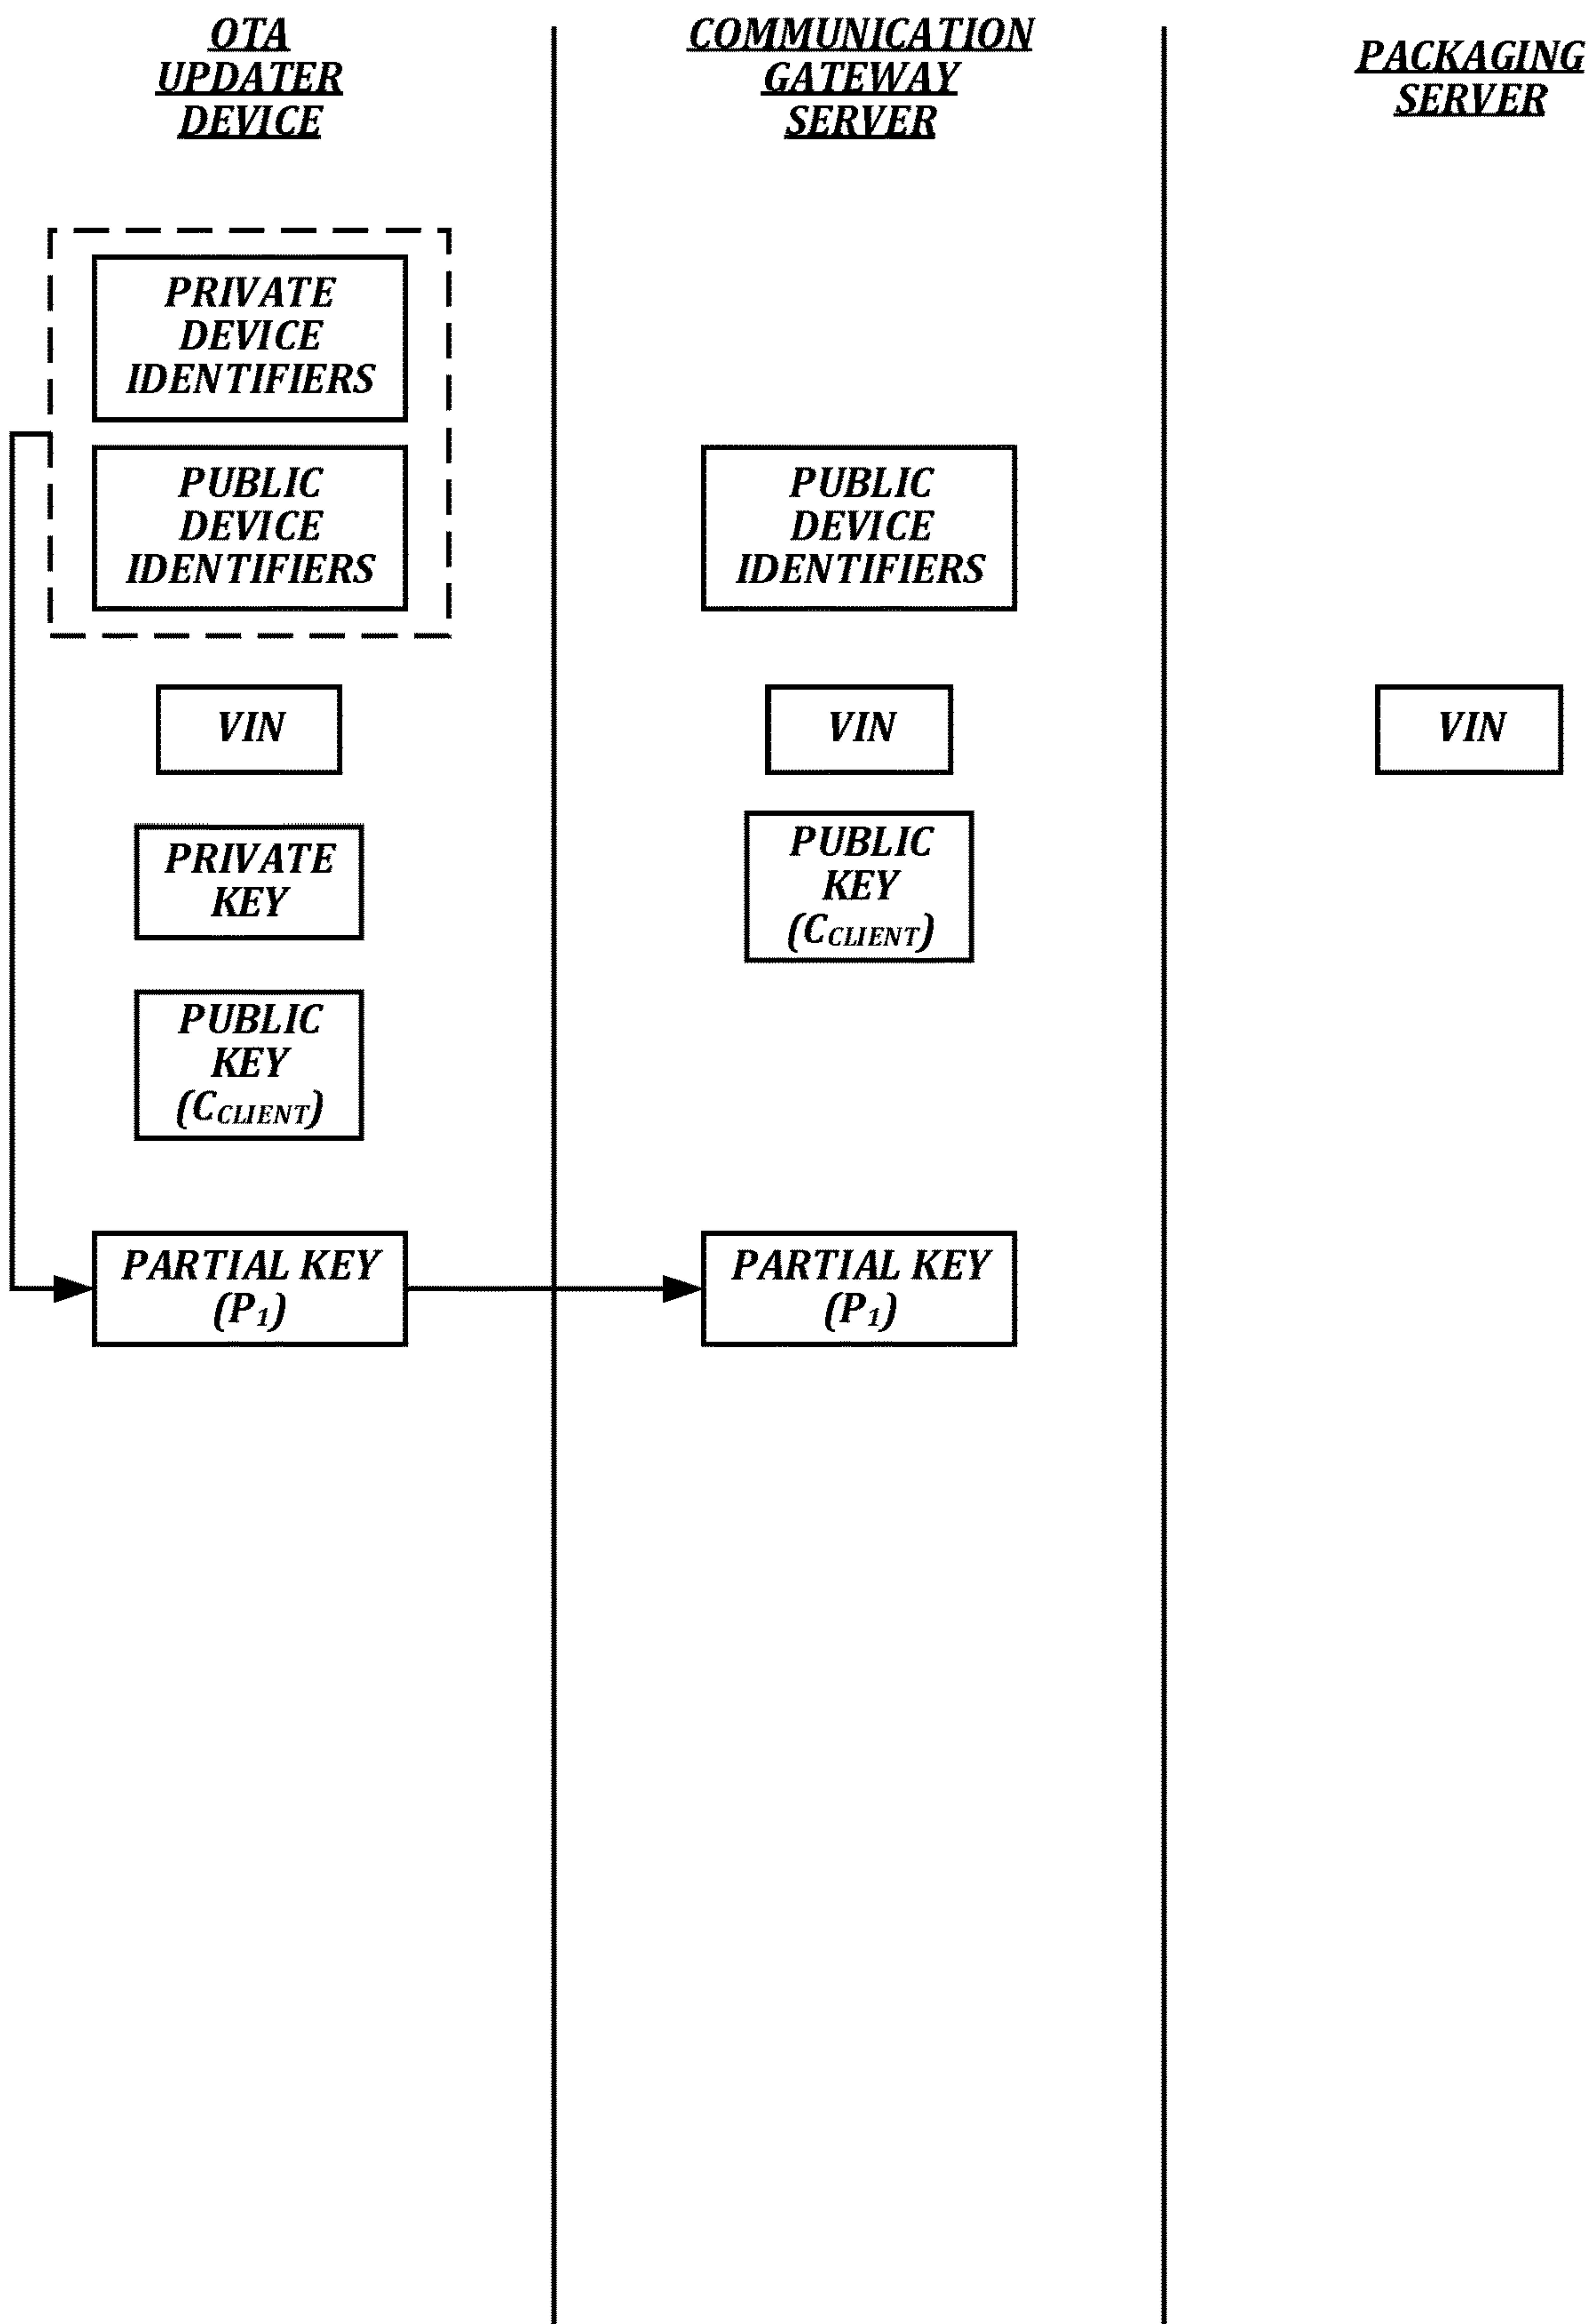 OTA
UPDATER
DEVICE
COMMUNICATION
GATEWAY
SERVER
PACKAGING
SERVER
PRIVATE
DEVICE
IDENTIFIERS
PUBLIC
DEVICE
IDENTIFIERS
PUBLIC
DEVICE
IDENTIFIERS
VIN
VIN
VIN
PRIVATE
KEY
PUBLIC
KEY
(CCLIENT)
PUBLIC
KEY
(CCLIENT)
PARTIAL KEY
(P1)
PARTIAL KEY
(P1)